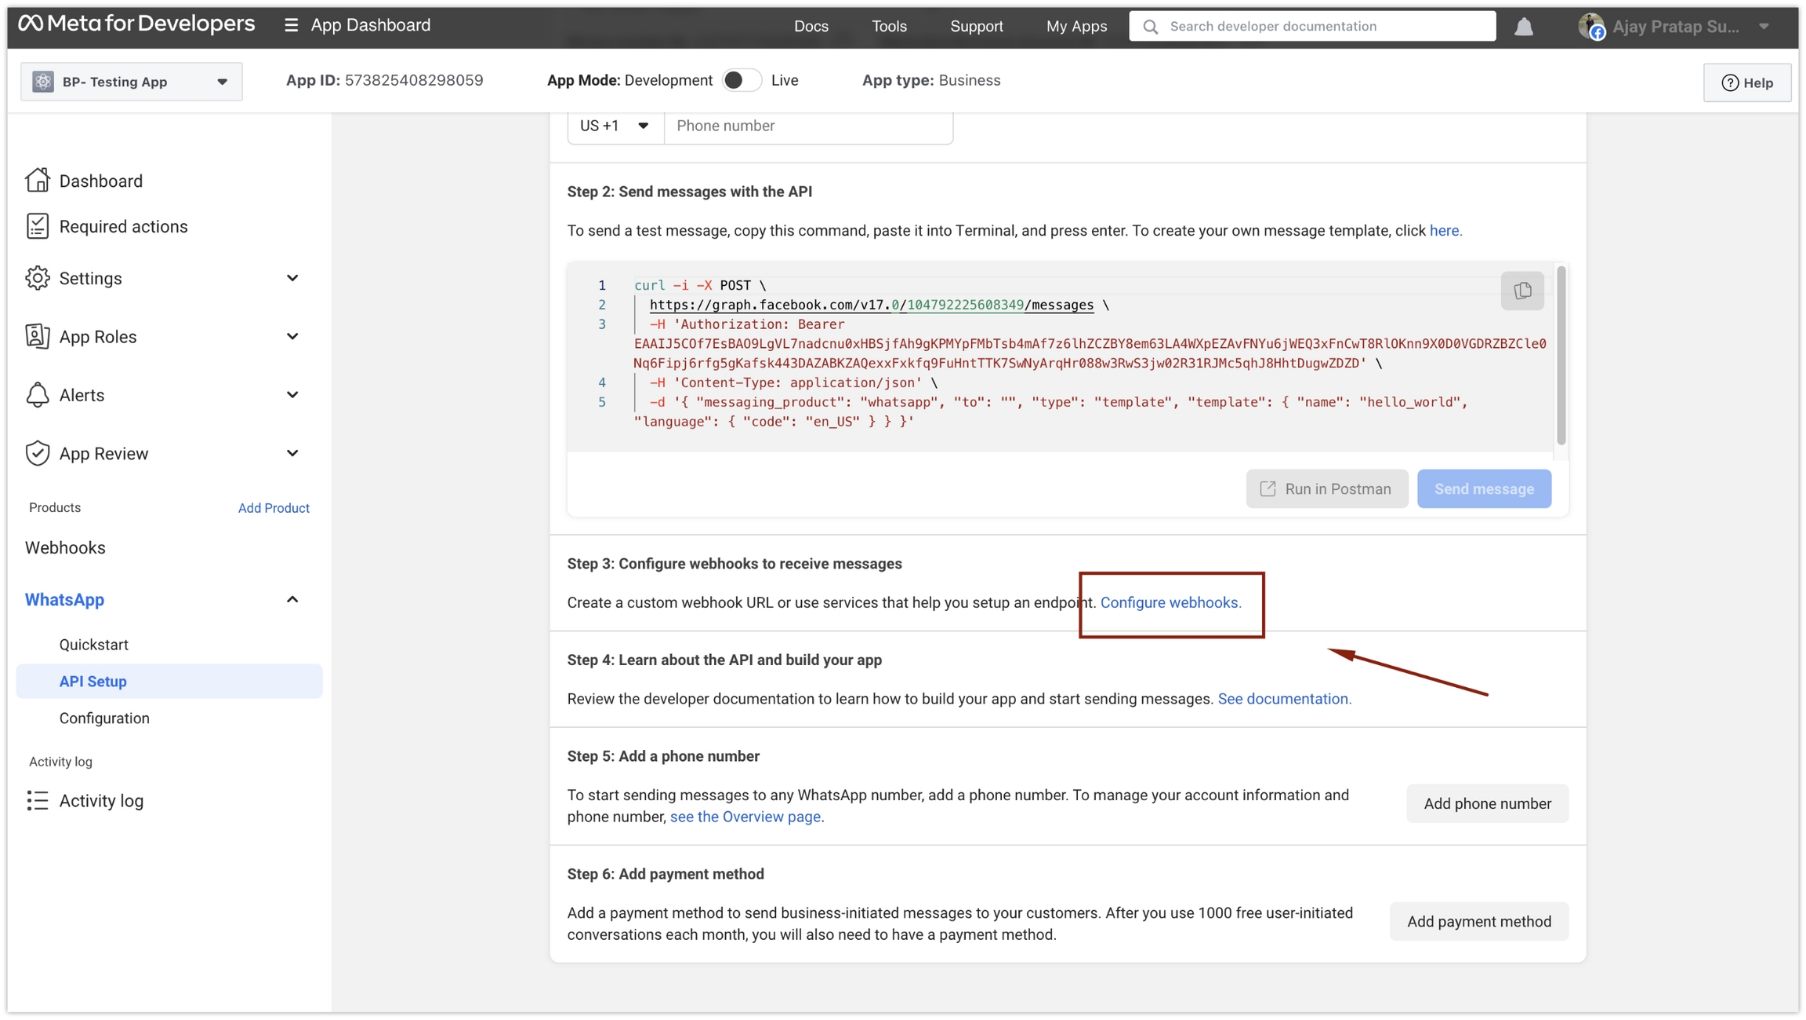 Meta for Developers
App Dashboard
Docs
Tools
Support
My Apps
Search developer documentation
Ajay Pratap Su...
BP- Testing App
App ID: 573825408298059
App Mode: Development
Live
App type: Business
Help
Dashboard
Required actions
Settings
App Roles
Alerts
App Review
Products
Add Product
Webhooks
WhatsApp
Quickstart
API Setup
Configuration
Activity log
Activity log
US +1
Phone number
Step 2: Send messages with the API
To send a test message, copy this command, paste it into Terminal, and press enter. To create your own message template, click here.
1 curl -i -X POST \
2 https://graph.facebook.com/v17.0/104792225608349/messages \
3 -H 'Authorization: Bearer
EAAIJ5COf7EsBAO9LgVL7nadcnu0xHBSjfAh9gKPMYpFMbTsb4mAf7z6lhZCZBY8em63LA4WXpEZAvFNYu6jWEQ3xFnCwT8RlOKnn9X0D0VGDRZBZCle0
Nq6Fipj6rfg5gKafsk443DAZABKZAQexxFxkfq9FuHntTTK7SwNyArqHr088w3RwS3jw02R31RJMc5qhJ8HhtDugwZDZD' \
4 -H 'Content-Type: application/json' \
5 -d '{ "messaging_product": "whatsapp", "to": "", "type": "template", "template": { "name": "hello_world",
"language": { "code": "en_US" } } }'
Run in Postman
Send message
Step 3: Configure webhooks to receive messages
Create a custom webhook URL or use services that help you setup an endpoint. Configure webhooks.
Step 4: Learn about the API and build your app
Review the developer documentation to learn how to build your app and start sending messages. See documentation.
Step 5: Add a phone number
To start sending messages to any WhatsApp number, add a phone number. To manage your account information and
phone number, see the Overview page.
Add phone number
Step 6: Add payment method
Add a payment method to send business-initiated messages to your customers. After you use 1000 free user-initiated
conversations each month, you will also need to have a payment method.
Add payment method